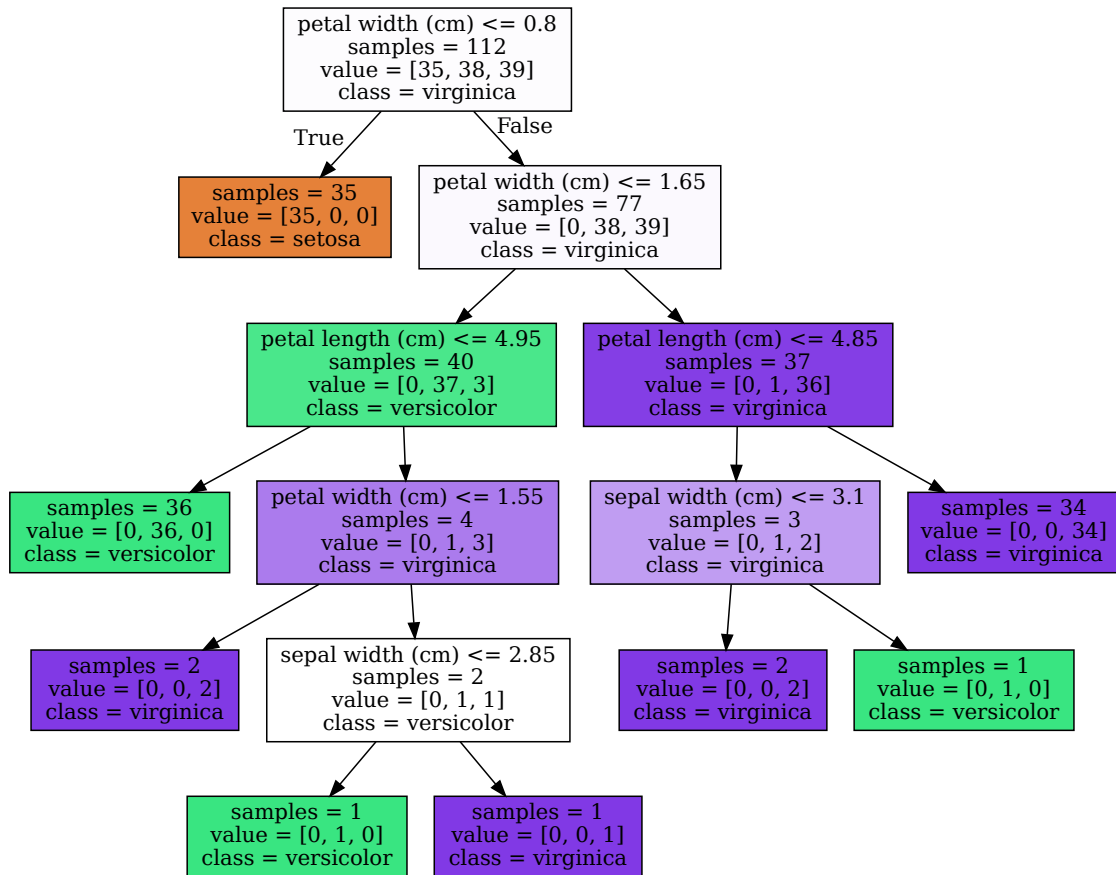 petal width (cm) <= 0.8
samples = 112
value = [35, 38, 39]
class = virginica
True
False
samples = 35
value = [35, 0, 0]
class = setosa
petal width (cm) <= 1.65
samples = 77
value = [0, 38, 39]
class = virginica
petal length (cm) <= 4.95
samples = 40
value = [0, 37, 3]
class = versicolor
petal length (cm) <= 4.85
samples = 37
value = [0, 1, 36]
class = virginica
samples = 36
value = [0, 36, 0]
class = versicolor
petal width (cm) <= 1.55
samples = 4
value = [0, 1, 3]
class = virginica
sepal width (cm) <= 3.1
samples = 3
value = [0, 1, 2]
class = virginica
samples = 34
value = [0, 0, 34]
class = virginica
samples = 2
value = [0, 0, 2]
class = virginica
sepal width (cm) <= 2.85
samples = 2
value = [0, 1, 1]
class = versicolor
samples = 2
value = [0, 0, 2]
class = virginica
samples = 1
value = [0, 1, 0]
class = versicolor
samples = 1
value = [0, 1, 0]
class = versicolor
samples = 1
value = [0, 0, 1]
class = virginica